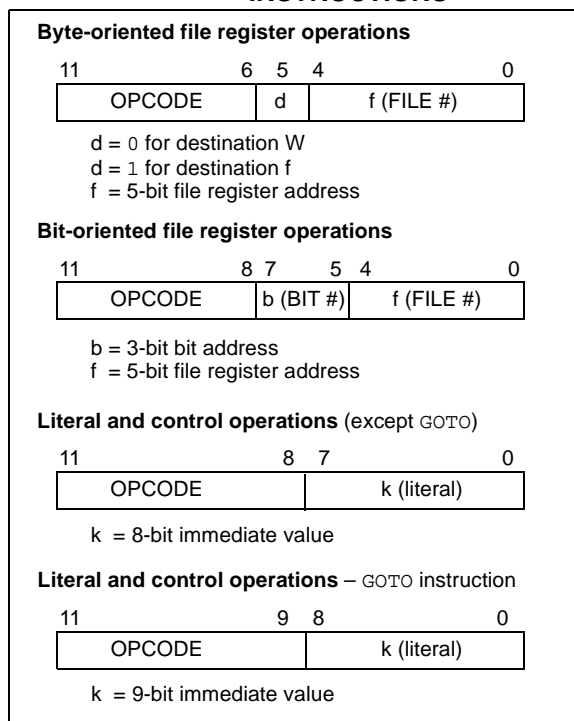 INSTRUCTIONS
Byte-oriented file register operations
11 6 5 4 0
OPCODE d f (FILE #)
d = 0 for destination W
d = 1 for destination f
f = 5-bit file register address
Bit-oriented file register operations
11 8 7 5 4 0
OPCODE b (BIT #) f (FILE #)
b = 3-bit bit address
f = 5-bit file register address
Literal and control operations (except GOTO)
11 8 7 0
OPCODE k (literal)
k = 8-bit immediate value
Literal and control operations – GOTO instruction
11 9 8 0
OPCODE k (literal)
k = 9-bit immediate value